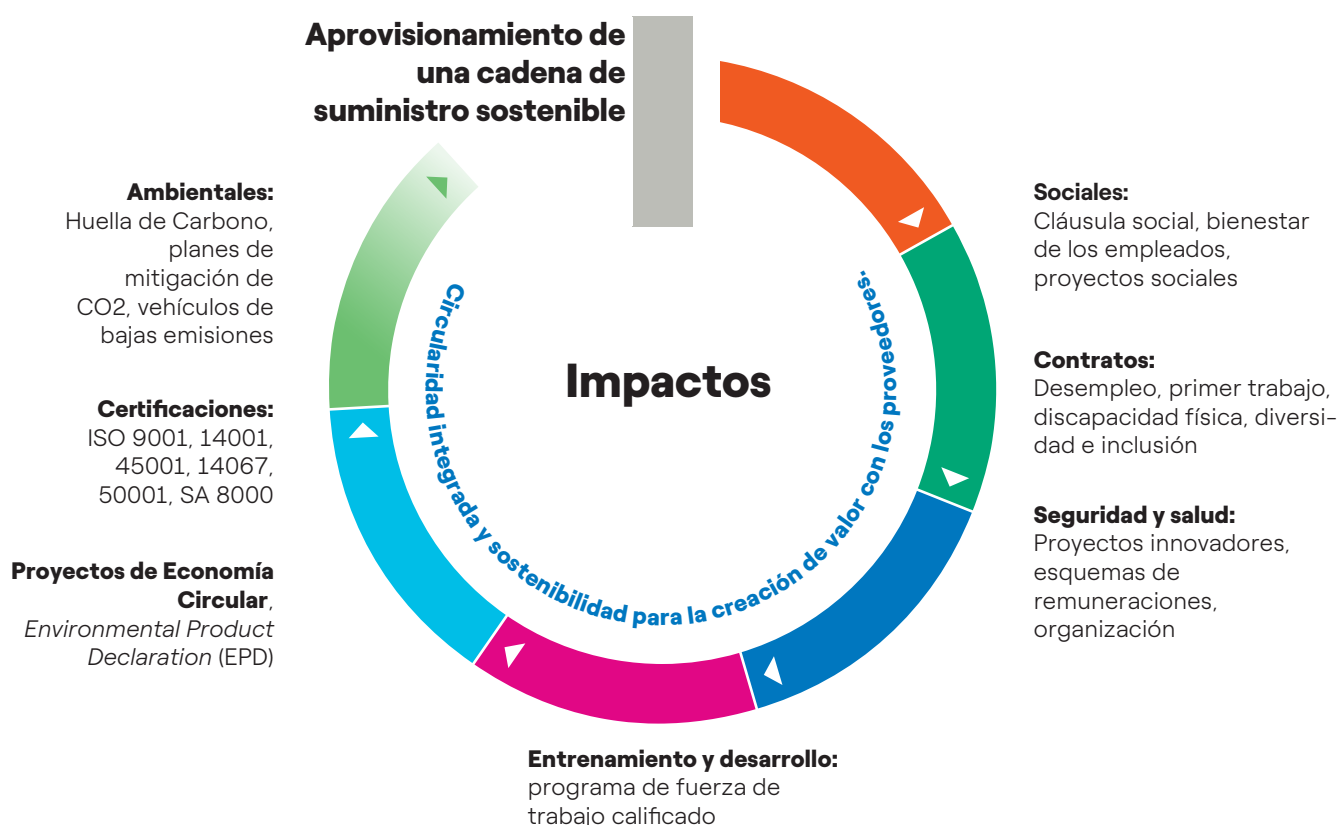 Aprovisionamiento de
una cadena de
suministro sostenible
Ambientales:
Huella de Carbono,
planes de
mitigación de
CO2, vehículos de
bajas emisiones
Certificaciones:
ISO 9001, 14001,
45001, 14067,
50001, SA 8000
Proyectos de Economía
Circular,
Environmental Product
Declaration (EPD)
Impactos
Circularidad integrada y sostenibilidad para la creación de valor con los proveedores.
Sociales:
Cláusula social, bienestar
de los empleados,
proyectos sociales
Contratos:
Desempleo, primer trabajo,
discapacidad física, diversi-
dad e inclusión
Seguridad y salud:
Proyectos innovadores,
esquemas de
remuneraciones,
organización
Entrenamiento y desarrollo:
programa de fuerza de
trabajo calificado